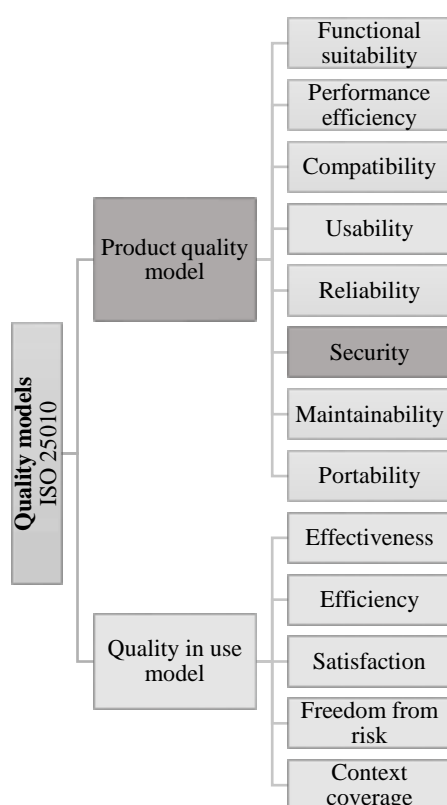 Quality models
ISO 25010
Product quality
model
Functional
suitability
Performance
efficiency
Compatibility
Usability
Reliability
Security
Maintainability
Portability
Quality in use
model
Effectiveness
Efficiency
Satisfaction
Freedom from
risk
Context
coverage